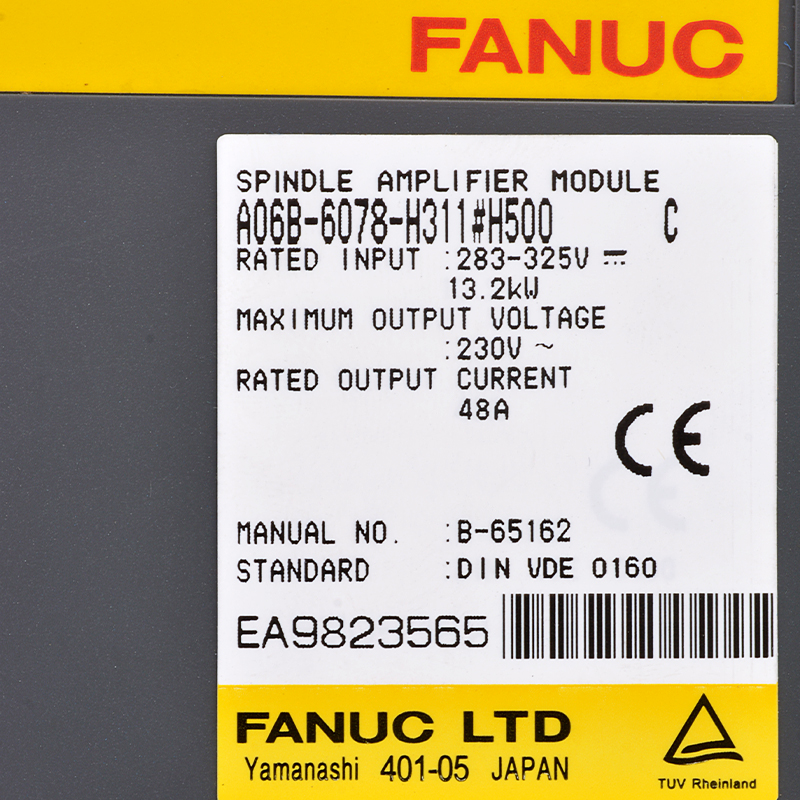 FANUC
SPINDLE AMPLIFIER MODULE
A06B-6078-H311#H500 C
RATED INPUT :283-325V ⎓
13.2kW
MAXIMUM OUTPUT VOLTAGE
:230V ~
RATED OUTPUT CURRENT
48A
CE
MANUAL NO. :B-65162
STANDARD :DIN VDE 0160
EA9823565
FANUC LTD
Yamanashi 401-05 JAPAN
TUV Rheinland